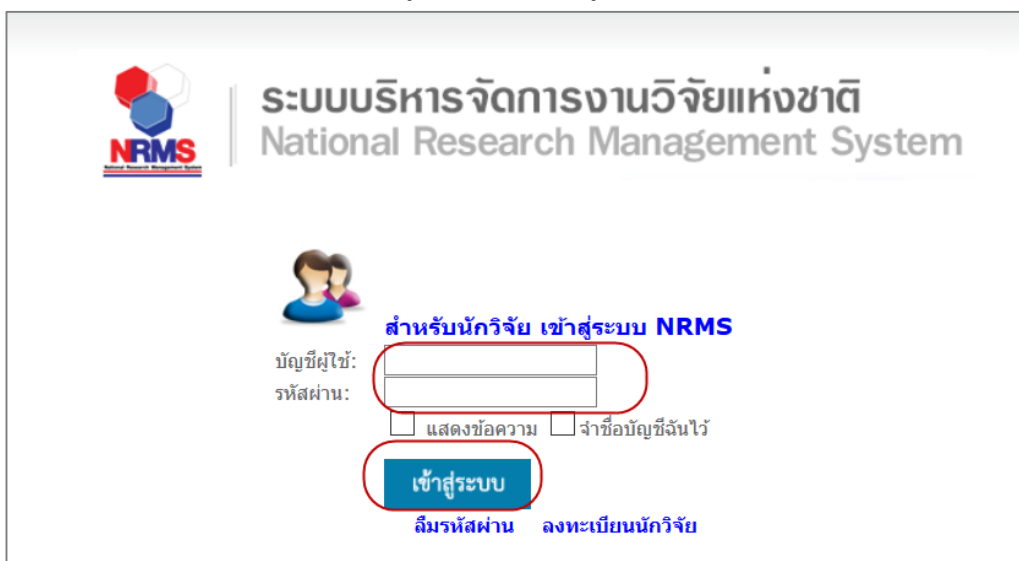 ระบบบริหารจัดการงานวิจัยแห่งชาติ
National Research Management System
NRMS
National Research Management System
สำหรับนักวิจัย เข้าสู่ระบบ NRMS
บัญชีผู้ใช้:
รหัสผ่าน:
แสดงข้อความ จำชื่อบัญชีฉันไว้
เข้าสู่ระบบ
ลืมรหัสผ่าน ลงทะเบียนนักวิจัย